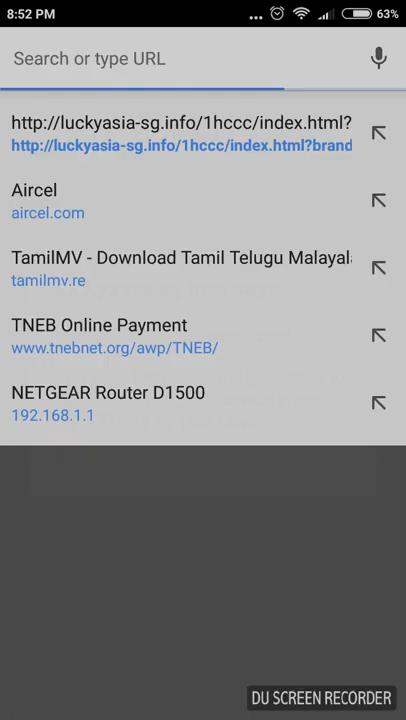 8:52 PM
63%
Search or type URL
http://luckyasia-sg.info/1hccc/index.html?
http://luckyasia-sg.info/1hccc/index.html?brand
Aircel
aircel.com
TamilMV - Download Tamil Telugu Malayal
tamilmv.re
TNEB Online Payment
www.tnebnet.org/awp/TNEB/
NETGEAR Router D1500
192.168.1.1
DU SCREEN RECORDER